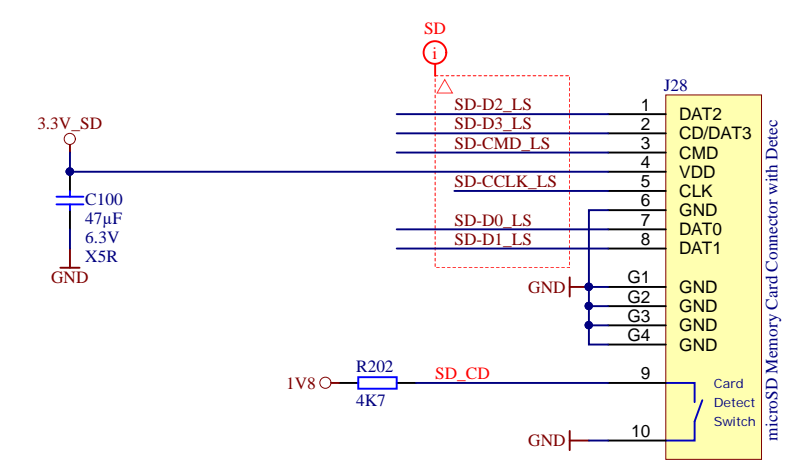 SD
i
J28
3.3V_SD
SD-D2_LS 1 DAT2
SD-D3_LS 2 CD/DAT3
SD-CMD_LS 3 CMD
4 VDD
SD-CCLK_LS 5 CLK
6 GND
SD-D0_LS 7 DAT0
SD-D1_LS 8 DAT1
C100
47µF
6.3V
X5R
GND
GND G1 GND
G2 GND
G3 GND
G4 GND
R202
1V8 SD_CD 9 Card
4K7
Detect
Switch
GND 10
microSD Memory Card Connector with Detec